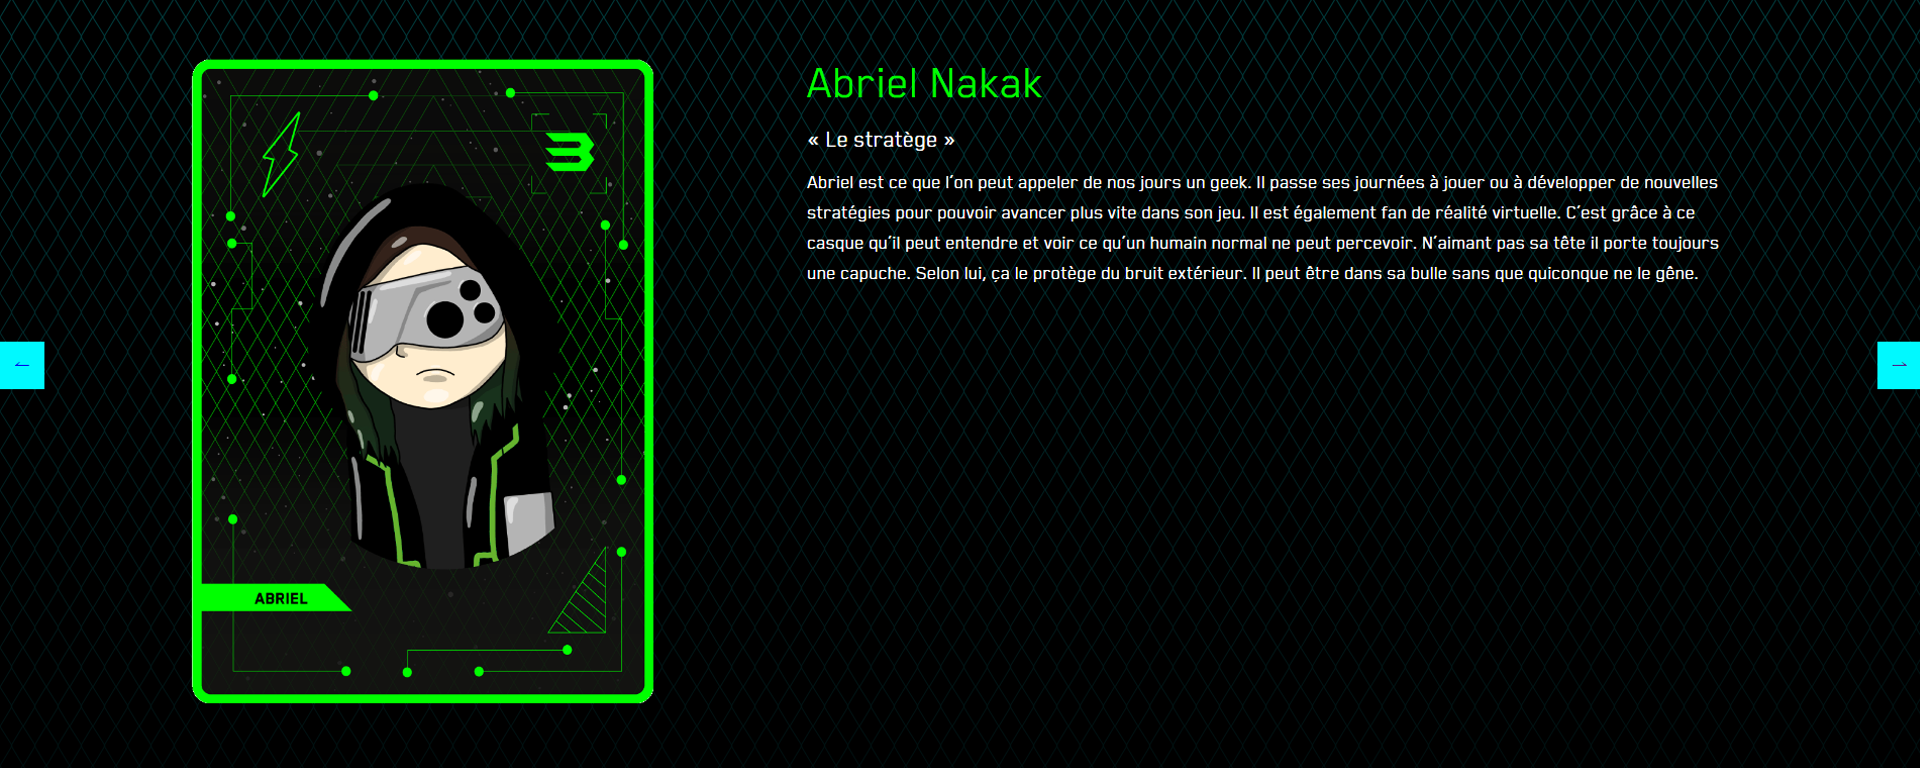 Abriel Nakak
« Le stratège »
Abriel est ce que l'on peut appeler de nos jours un geek. Il passe ses journées à jouer ou à développer de nouvelles
stratégies pour pouvoir avancer plus vite dans son jeu. Il est également fan de réalité virtuelle. C'est grâce à ce
casque qu'il peut entendre et voir ce qu'un humain normal ne peut percevoir. N'aimant pas sa tête il porte toujours
une capuche. Selon lui, ça le protège du bruit extérieur. Il peut être dans sa bulle sans que quiconque ne le gêne.
ABRIEL